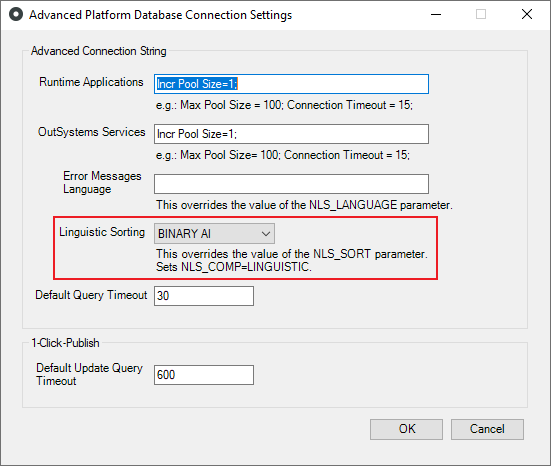 Advanced Platform Database Connection Settings
Advanced Connection String
Runtime Applications
Incr Pool Size=1;
e.g.: Max Pool Size = 100; Connection Timeout = 15;
OutSystems Services
Incr Pool Size=1;
e.g.: Max Pool Size= 100; Connection Timeout = 15;
Error Messages
Language
This overrides the value of the NLS_LANGUAGE parameter.
Linguistic Sorting
BINARY AI
This overrides the value of the NLS_SORT parameter.
Sets NLS_COMP=LINGUISTIC.
Default Query Timeout
30
1-Click-Publish
Default Update Query
Timeout
600
OK
Cancel